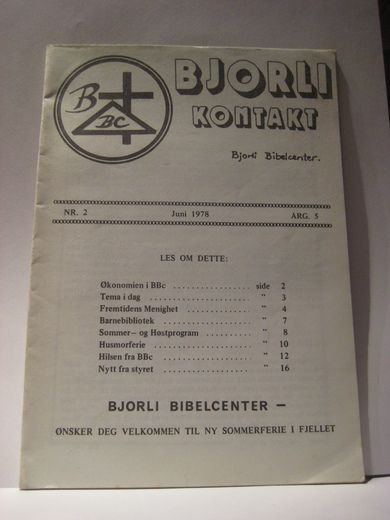 B
BC
BJORLI
KONTAKT
Bjorli Bibelcenter.
NR. 2 Juni 1978 ARG. 5
LES OM DETTE:
Økonomien i BBc .................. side 2
Tema i dag .................. " 3
Fremtidens Menighet .................. " 4
Barnebibliotek .................. " 7
Sommer- og Høstprogram .................. " 8
Husmorferie .................. " 10
Hilsen fra BBc .................. " 12
Nytt fra styret .................. " 16
BJORLI BIBELCENTER —
ØNSKER DEG VELKOMMEN TIL NY SOMMERFERIE I FJELLET